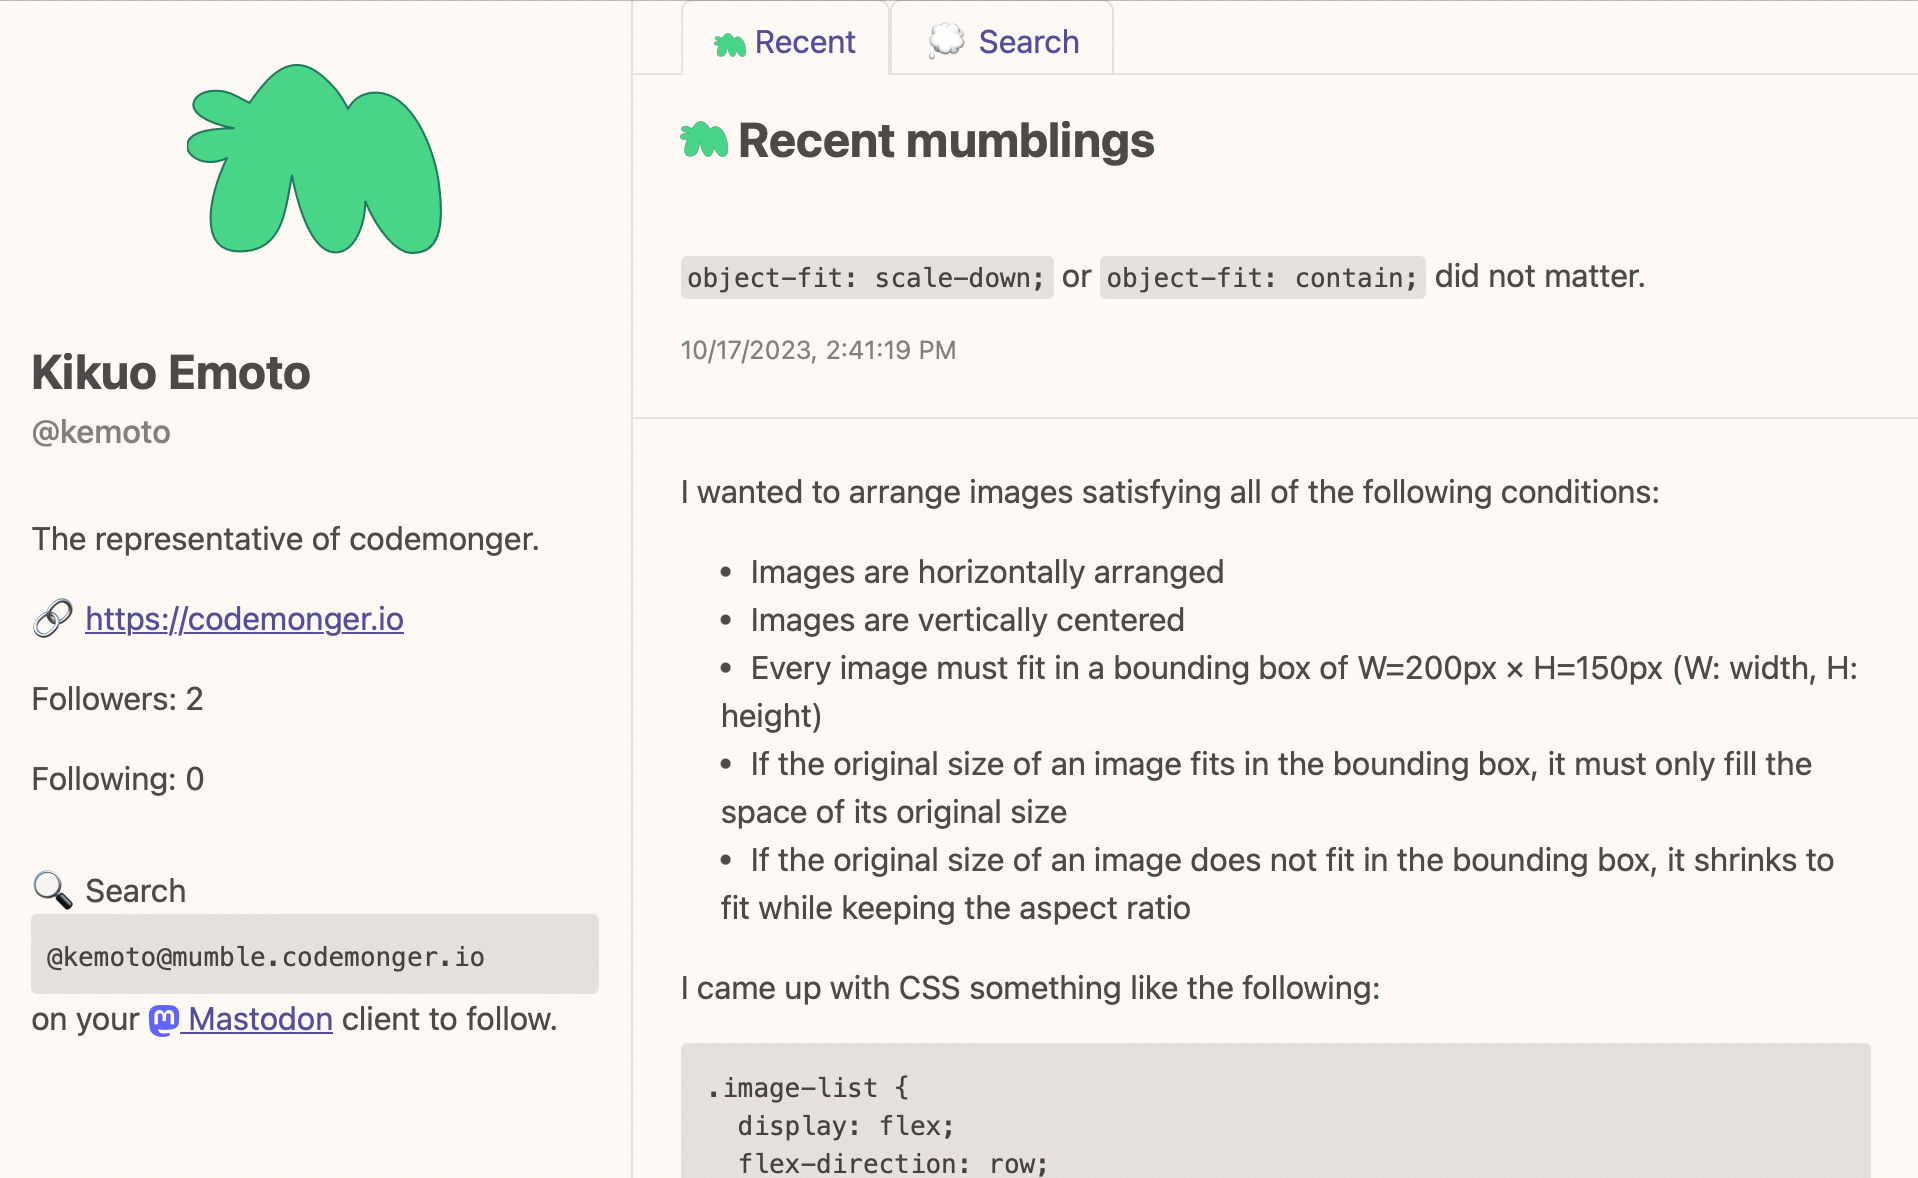 Kikuo Emoto
@kemoto
The representative of codemonger.
https://codemonger.io
Followers: 2
Following: 0
Search
@kemoto@mumble.codemonger.io
on your Mastodon client to follow.
Recent
Search
Recent mumblings
object-fit: scale-down; or object-fit: contain; did not matter.
10/17/2023, 2:41:19 PM
I wanted to arrange images satisfying all of the following conditions:
• Images are horizontally arranged
• Images are vertically centered
• Every image must fit in a bounding box of W=200px × H=150px (W: width, H:
height)
• If the original size of an image fits in the bounding box, it must only fill the
space of its original size
• If the original size of an image does not fit in the bounding box, it shrinks to
fit while keeping the aspect ratio
I came up with CSS something like the following:
.image-list {
display: flex;
flex-direction: row;